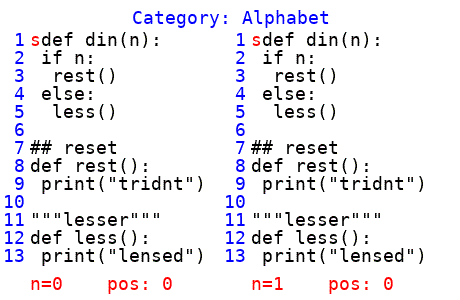 Category: Alphabet
1 sdef din(n):
2  if n:
3   rest()
4  else:
5   less()
6
7 ## reset
8 def rest():
9  print("tridnt")
10
11 """lesser"""
12 def less():
13  print("lensed")
n=0    pos: 0
1 sdef din(n):
2  if n:
3   rest()
4  else:
5   less()
6
7 ## reset
8 def rest():
9  print("tridnt")
10
11 """lesser"""
12 def less():
13  print("lensed")
n=1    pos: 0